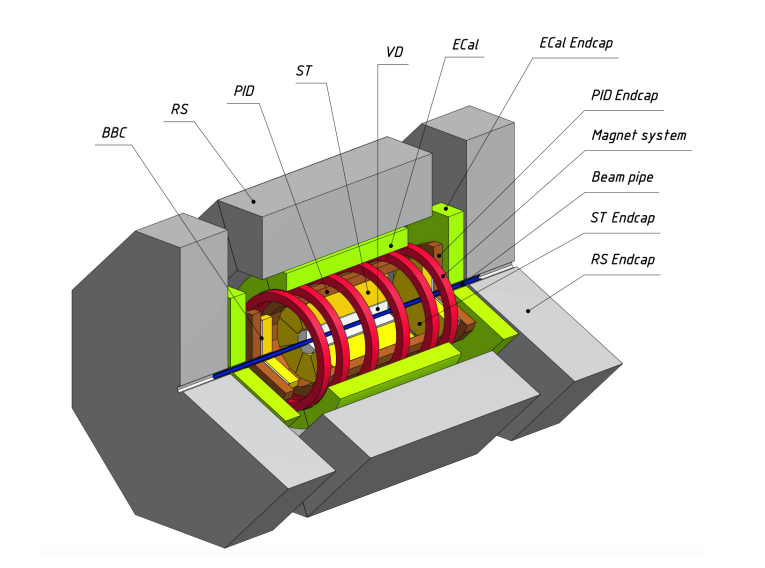 BBC
RS
PID
ST
VD
ECal
ECal Endcap
PID Endcap
Magnet system
Beam pipe
ST Endcap
RS Endcap